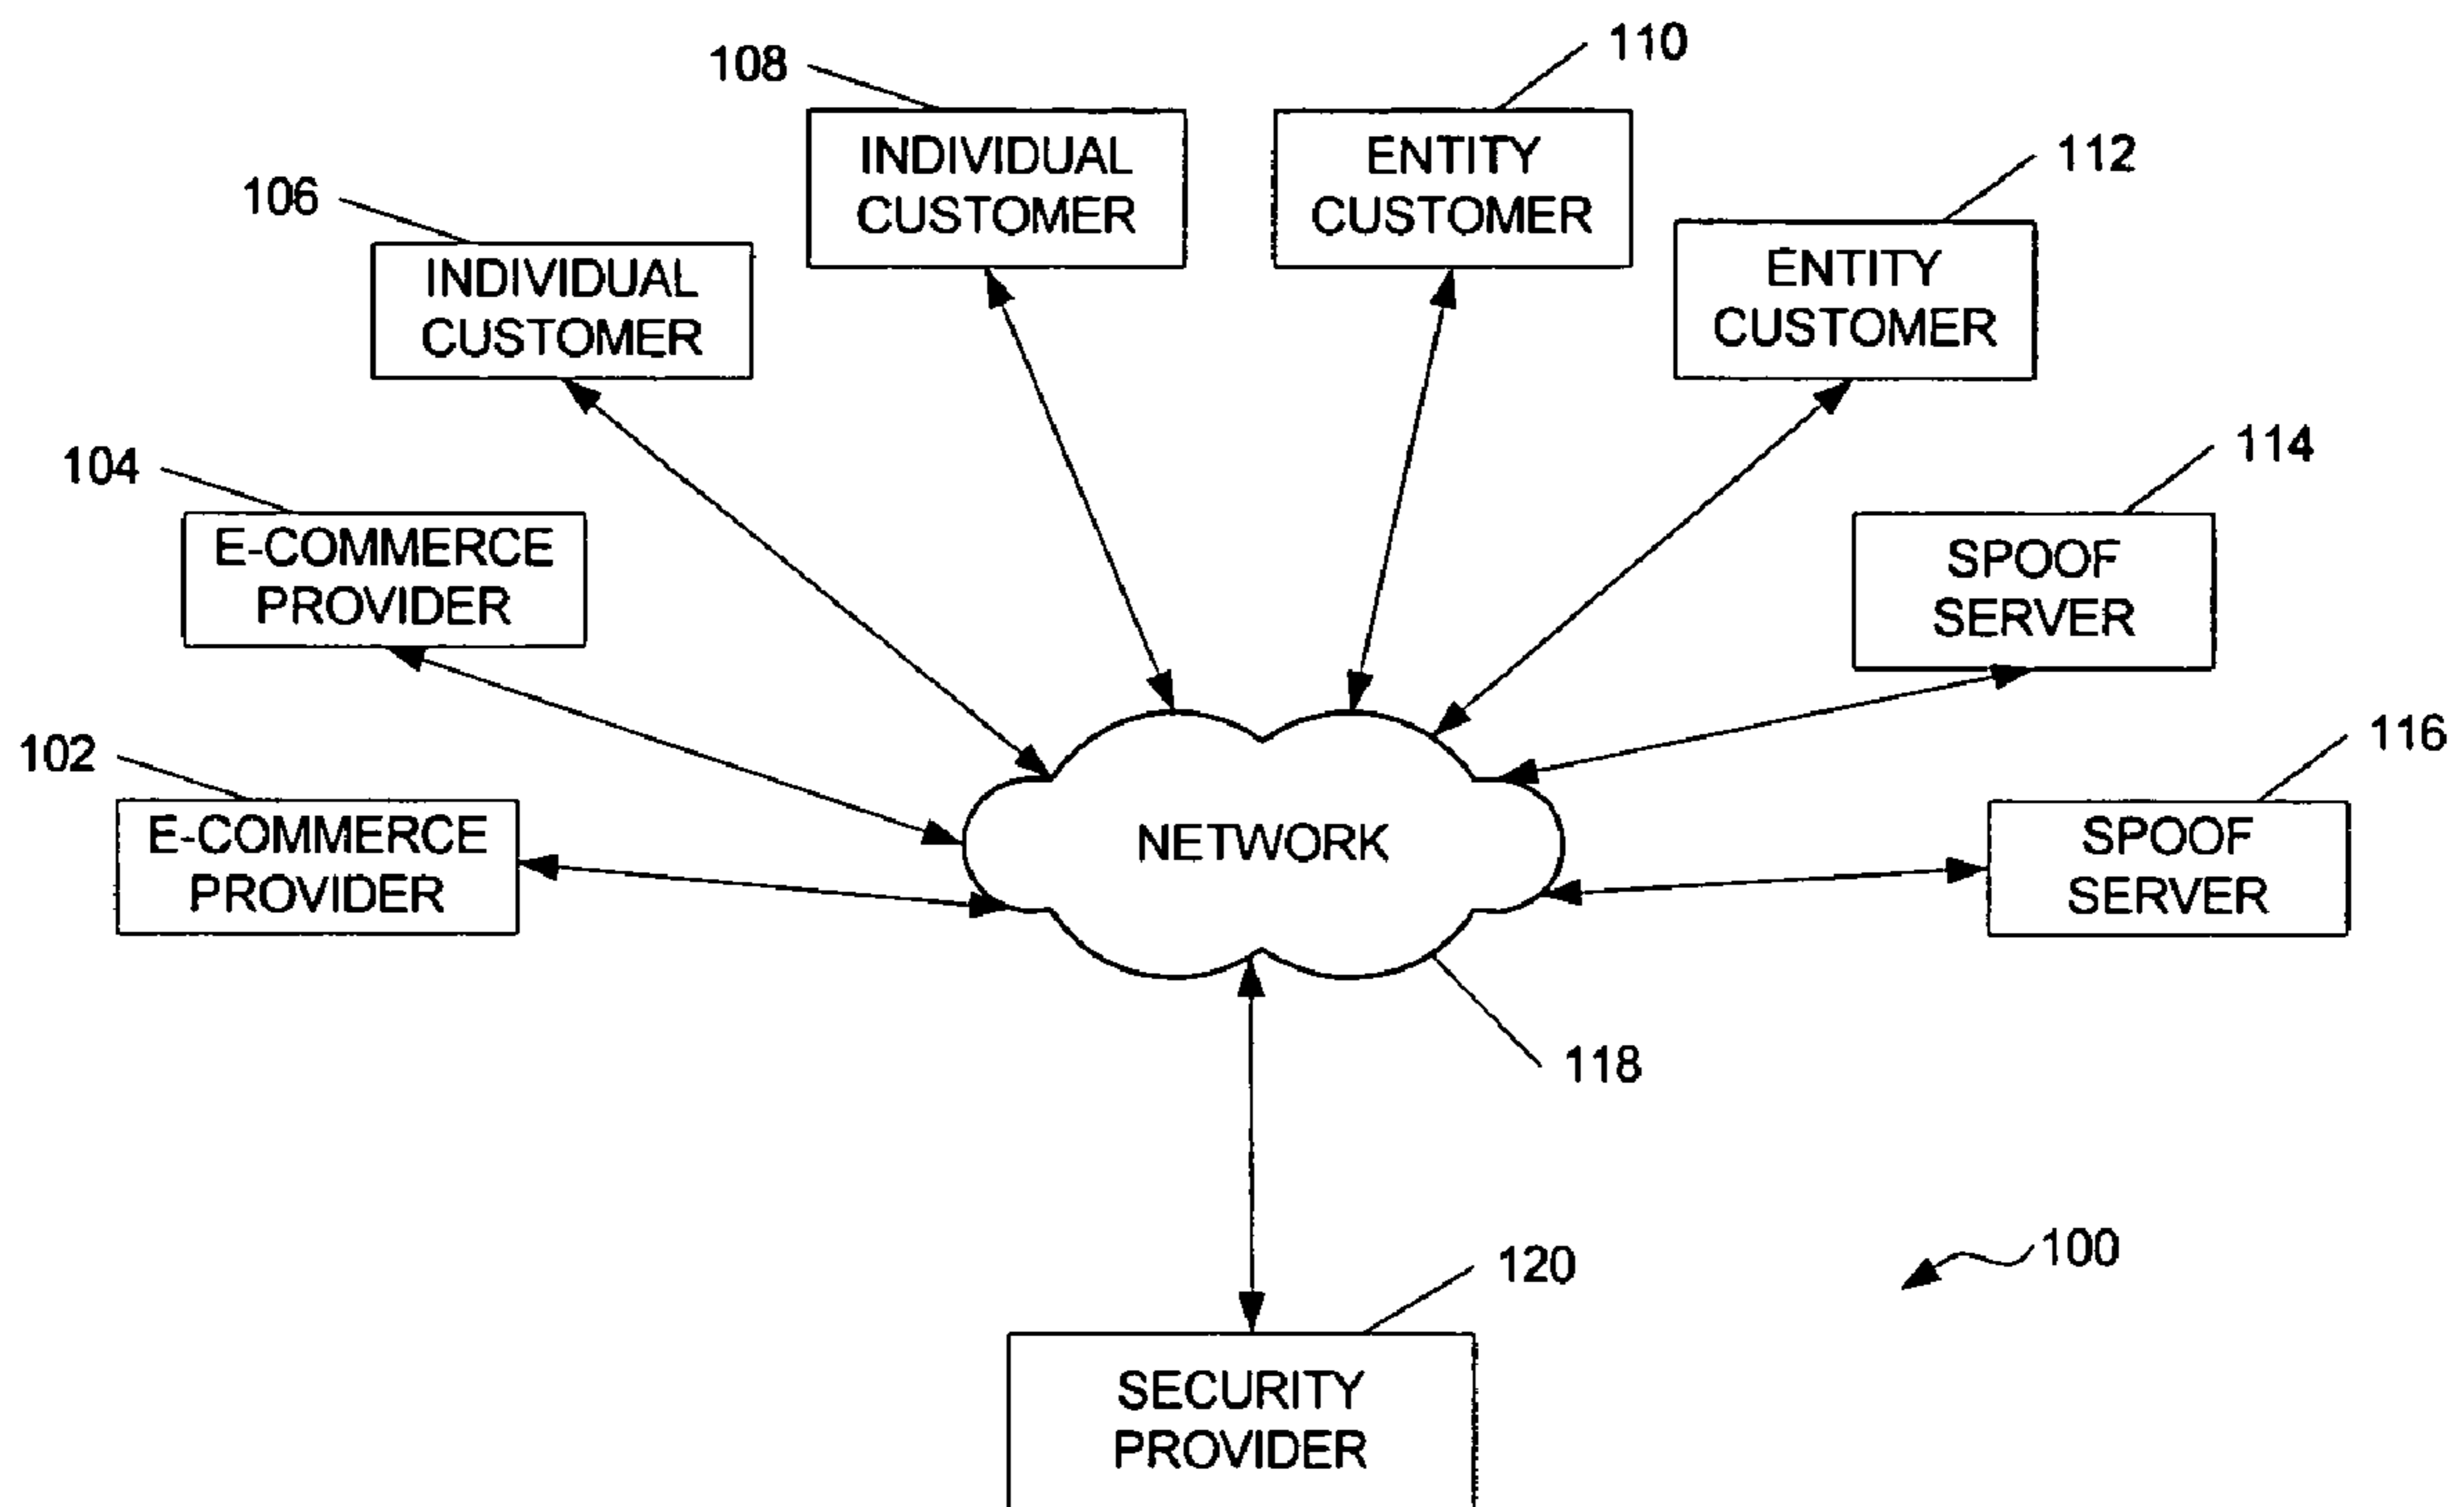 108
110
INDIVIDUAL
CUSTOMER
ENTITY
CUSTOMER
112
106
INDIVIDUAL
CUSTOMER
ENTITY
CUSTOMER
104
114
E-COMMERCE
PROVIDER
SPOOF
SERVER
102
116
E-COMMERCE
PROVIDER
NETWORK
SPOOF
SERVER
118
120
100
SECURITY
PROVIDER